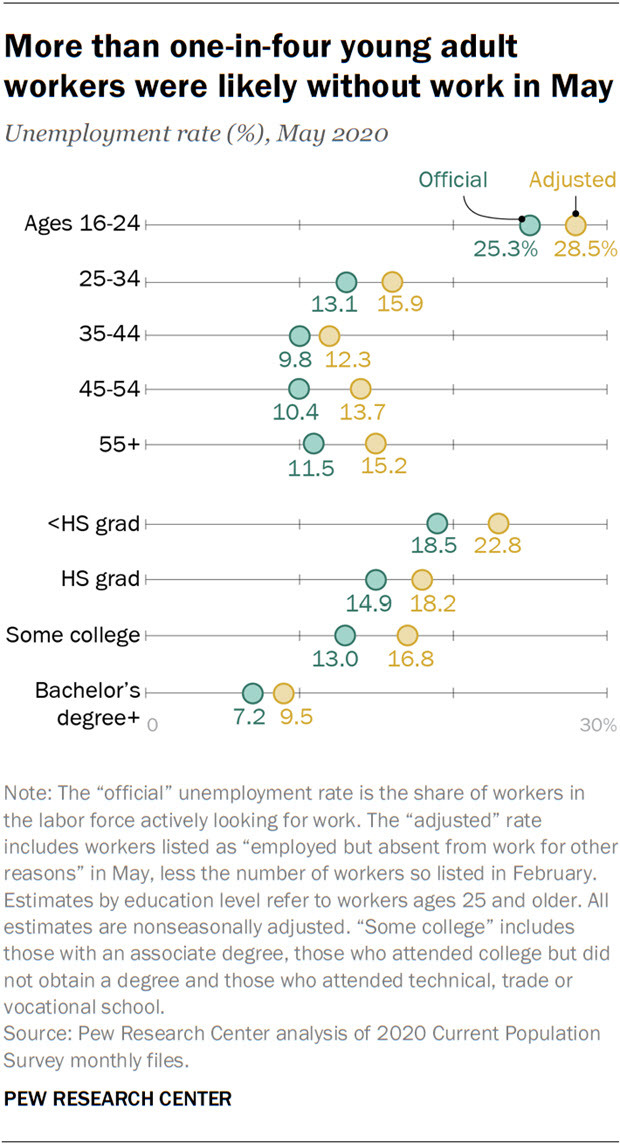 More than one-in-four young adult
workers were likely without work in May
Unemployment rate (%), May 2020
Official Adjusted
Ages 16-24
25.3% 28.5%
25-34
13.1 15.9
35-44
9.8 12.3
45-54
10.4 13.7
55+
11.5 15.2
<HS grad
18.5 22.8
HS grad
14.9 18.2
Some college
13.0 16.8
Bachelor’s
degree+
7.2 9.5
0 30%
Note: The “official” unemployment rate is the share of workers in
the labor force actively looking for work. The “adjusted” rate
includes workers listed as “employed but absent from work for other
reasons” in May, less the number of workers so listed in February.
Estimates by education level refer to workers ages 25 and older. All
estimates are nonseasonally adjusted. “Some college” includes
those with an associate degree, those who attended college but did
not obtain a degree and those who attended technical, trade or
vocational school.
Source: Pew Research Center analysis of 2020 Current Population
Survey monthly files.
PEW RESEARCH CENTER